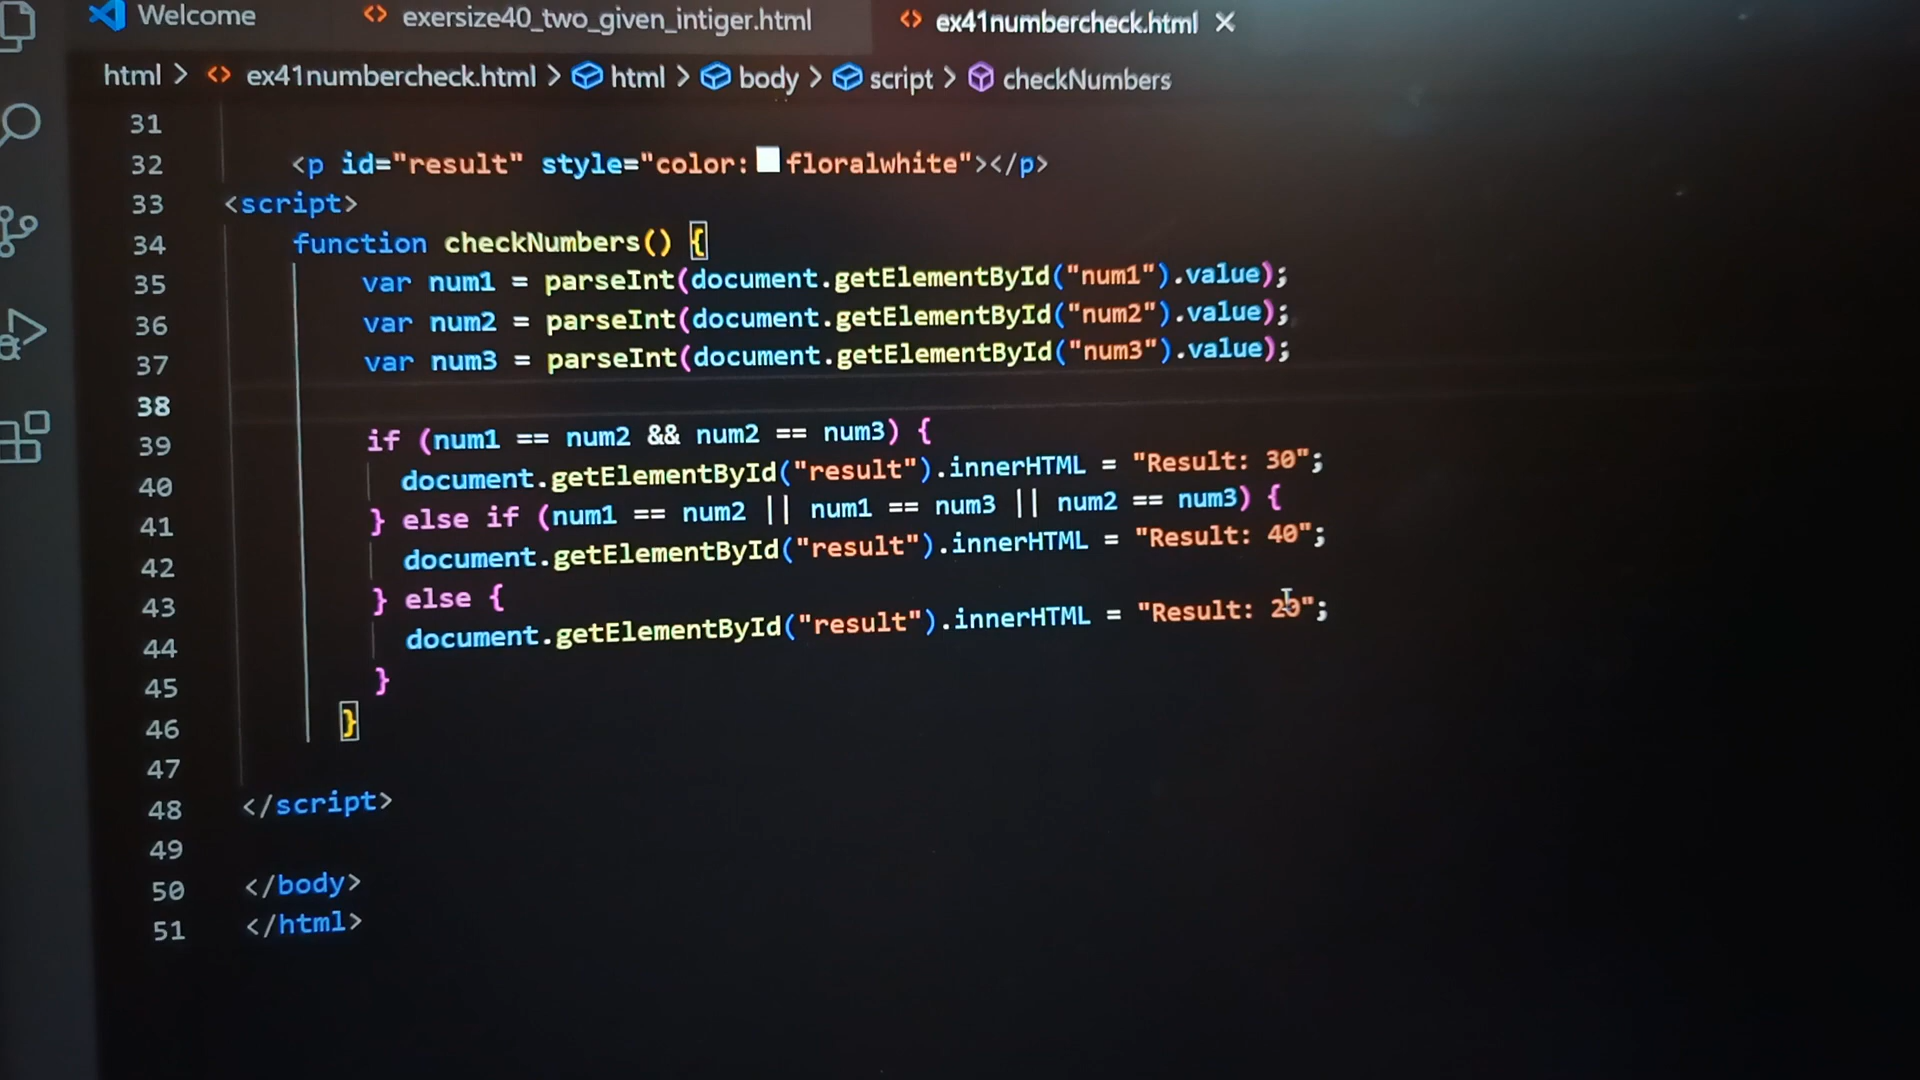 Welcome exersize40_two_given_intiger.html ex41numbercheck.html
html > ex41numbercheck.html > html > body > script > checkNumbers
31
32 <p id="result" style="color: floralwhite"></p>
33 <script>
34 function checkNumbers() {
35 var num1 = parseInt(document.getElementById("num1").value);
36 var num2 = parseInt(document.getElementById("num2").value);
37 var num3 = parseInt(document.getElementById("num3").value);
38
39 if (num1 == num2 && num2 == num3) {
40 document.getElementById("result").innerHTML = "Result: 30";
41 } else if (num1 == num2 || num1 == num3 || num2 == num3) {
42 document.getElementById("result").innerHTML = "Result: 40";
43 } else {
44 document.getElementById("result").innerHTML = "Result: 20";
45 }
46 }
47
48 </script>
49
50 </body>
51 </html>